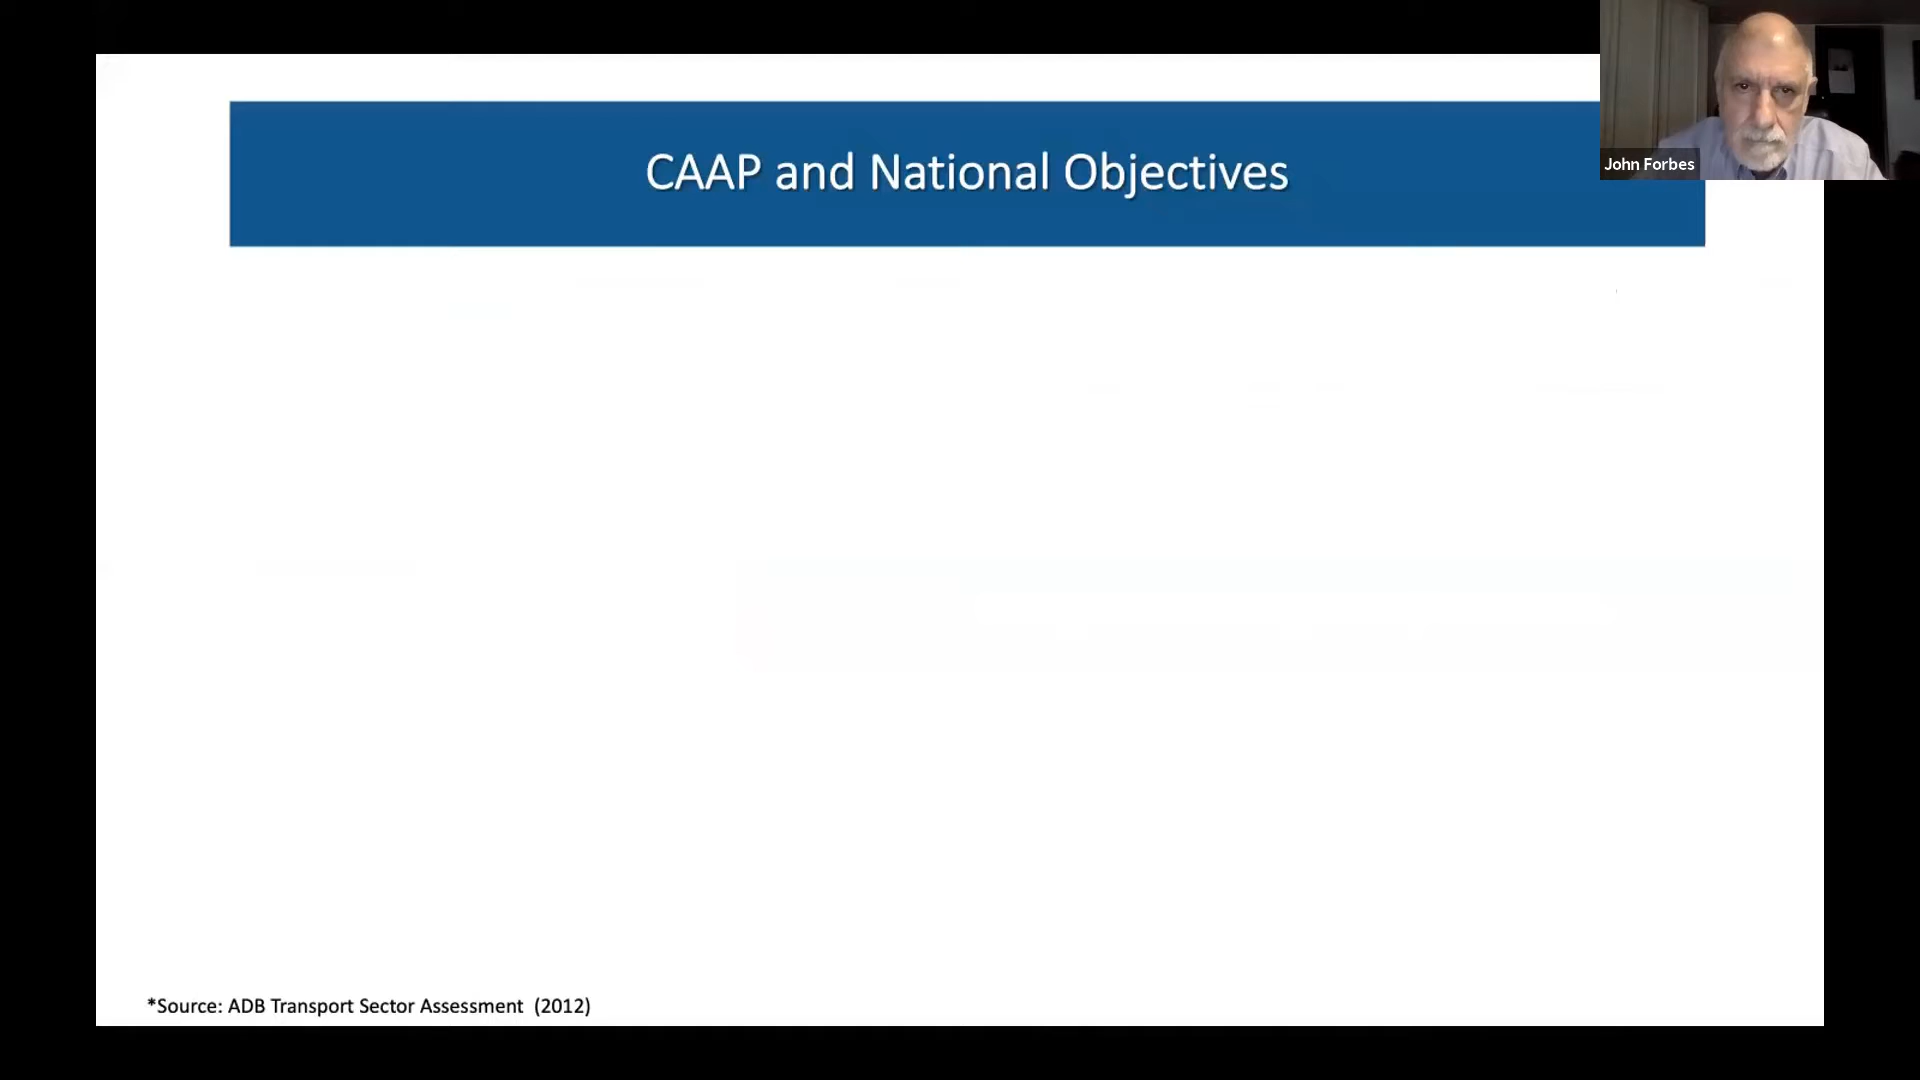 CAAP and National Objectives
John Forbes
*Source: ADB Transport Sector Assessment (2012)